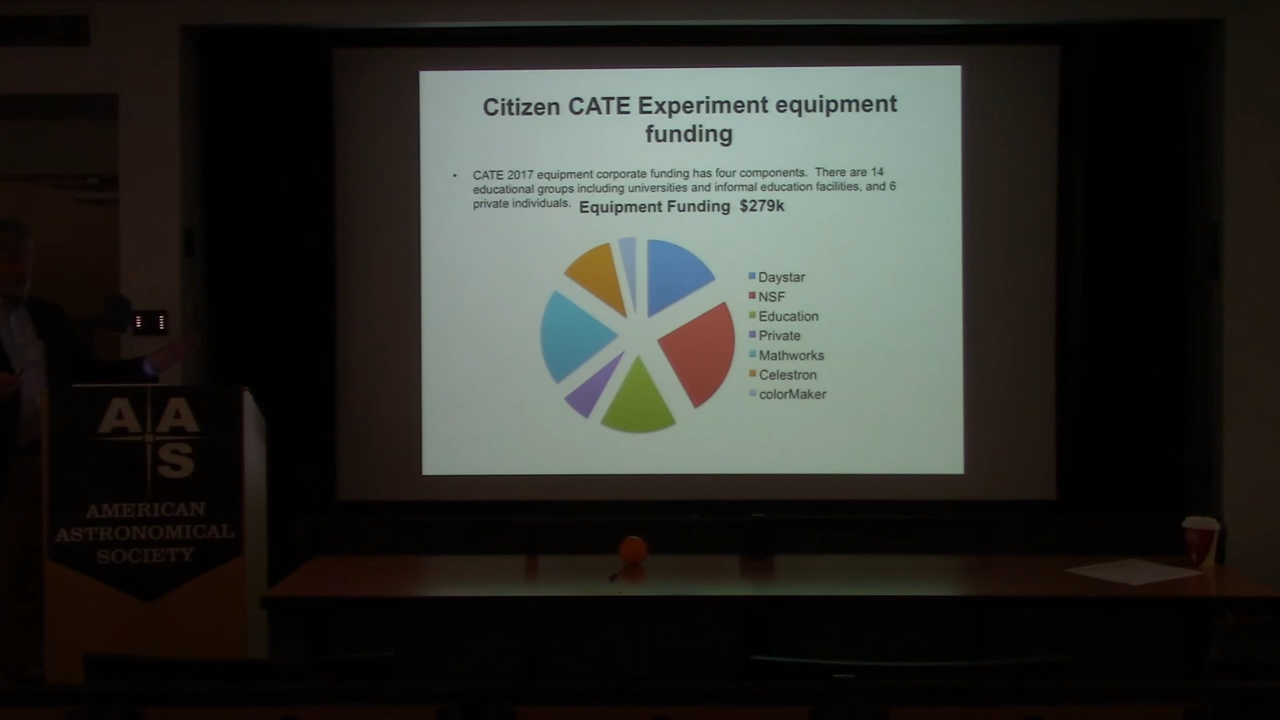 Citizen CATE Experiment equipment
funding
• CATE 2017 equipment corporate funding has four components. There are 14
educational groups including universities and informal education facilities, and 6
private individuals.
Equipment Funding $279k
Daystar
NSF
Education
Private
Mathworks
Celestron
colorMaker
A A
S
AMERICAN
ASTRONOMICAL
SOCIETY